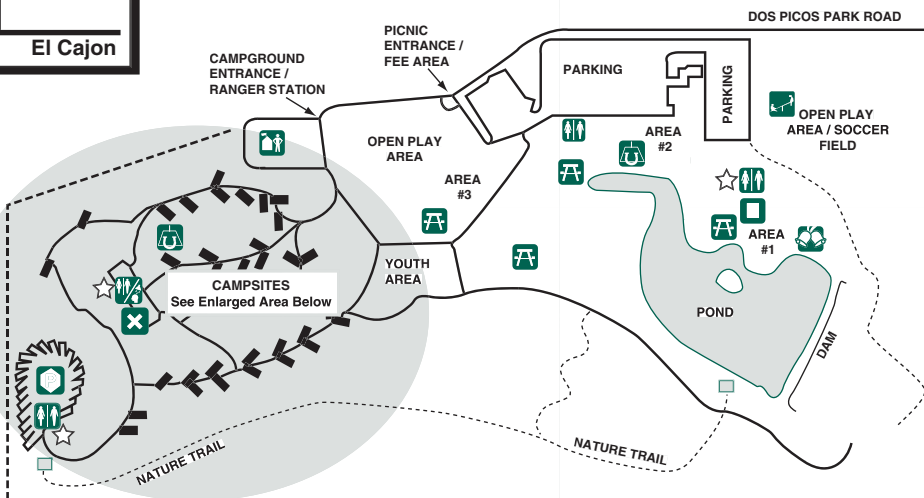 El Cajon
DOS PICOS PARK ROAD
PICNIC
ENTRANCE /
FEE AREA
CAMPGROUND
ENTRANCE /
RANGER STATION
PARKING
PARKING
OPEN PLAY
AREA / SOCCER
FIELD
OPEN PLAY
AREA
AREA
#2
AREA
#3
AREA
#1
YOUTH
AREA
CAMPSITES
See Enlarged Area Below
POND
DAM
P
NATURE TRAIL
NATURE TRAIL